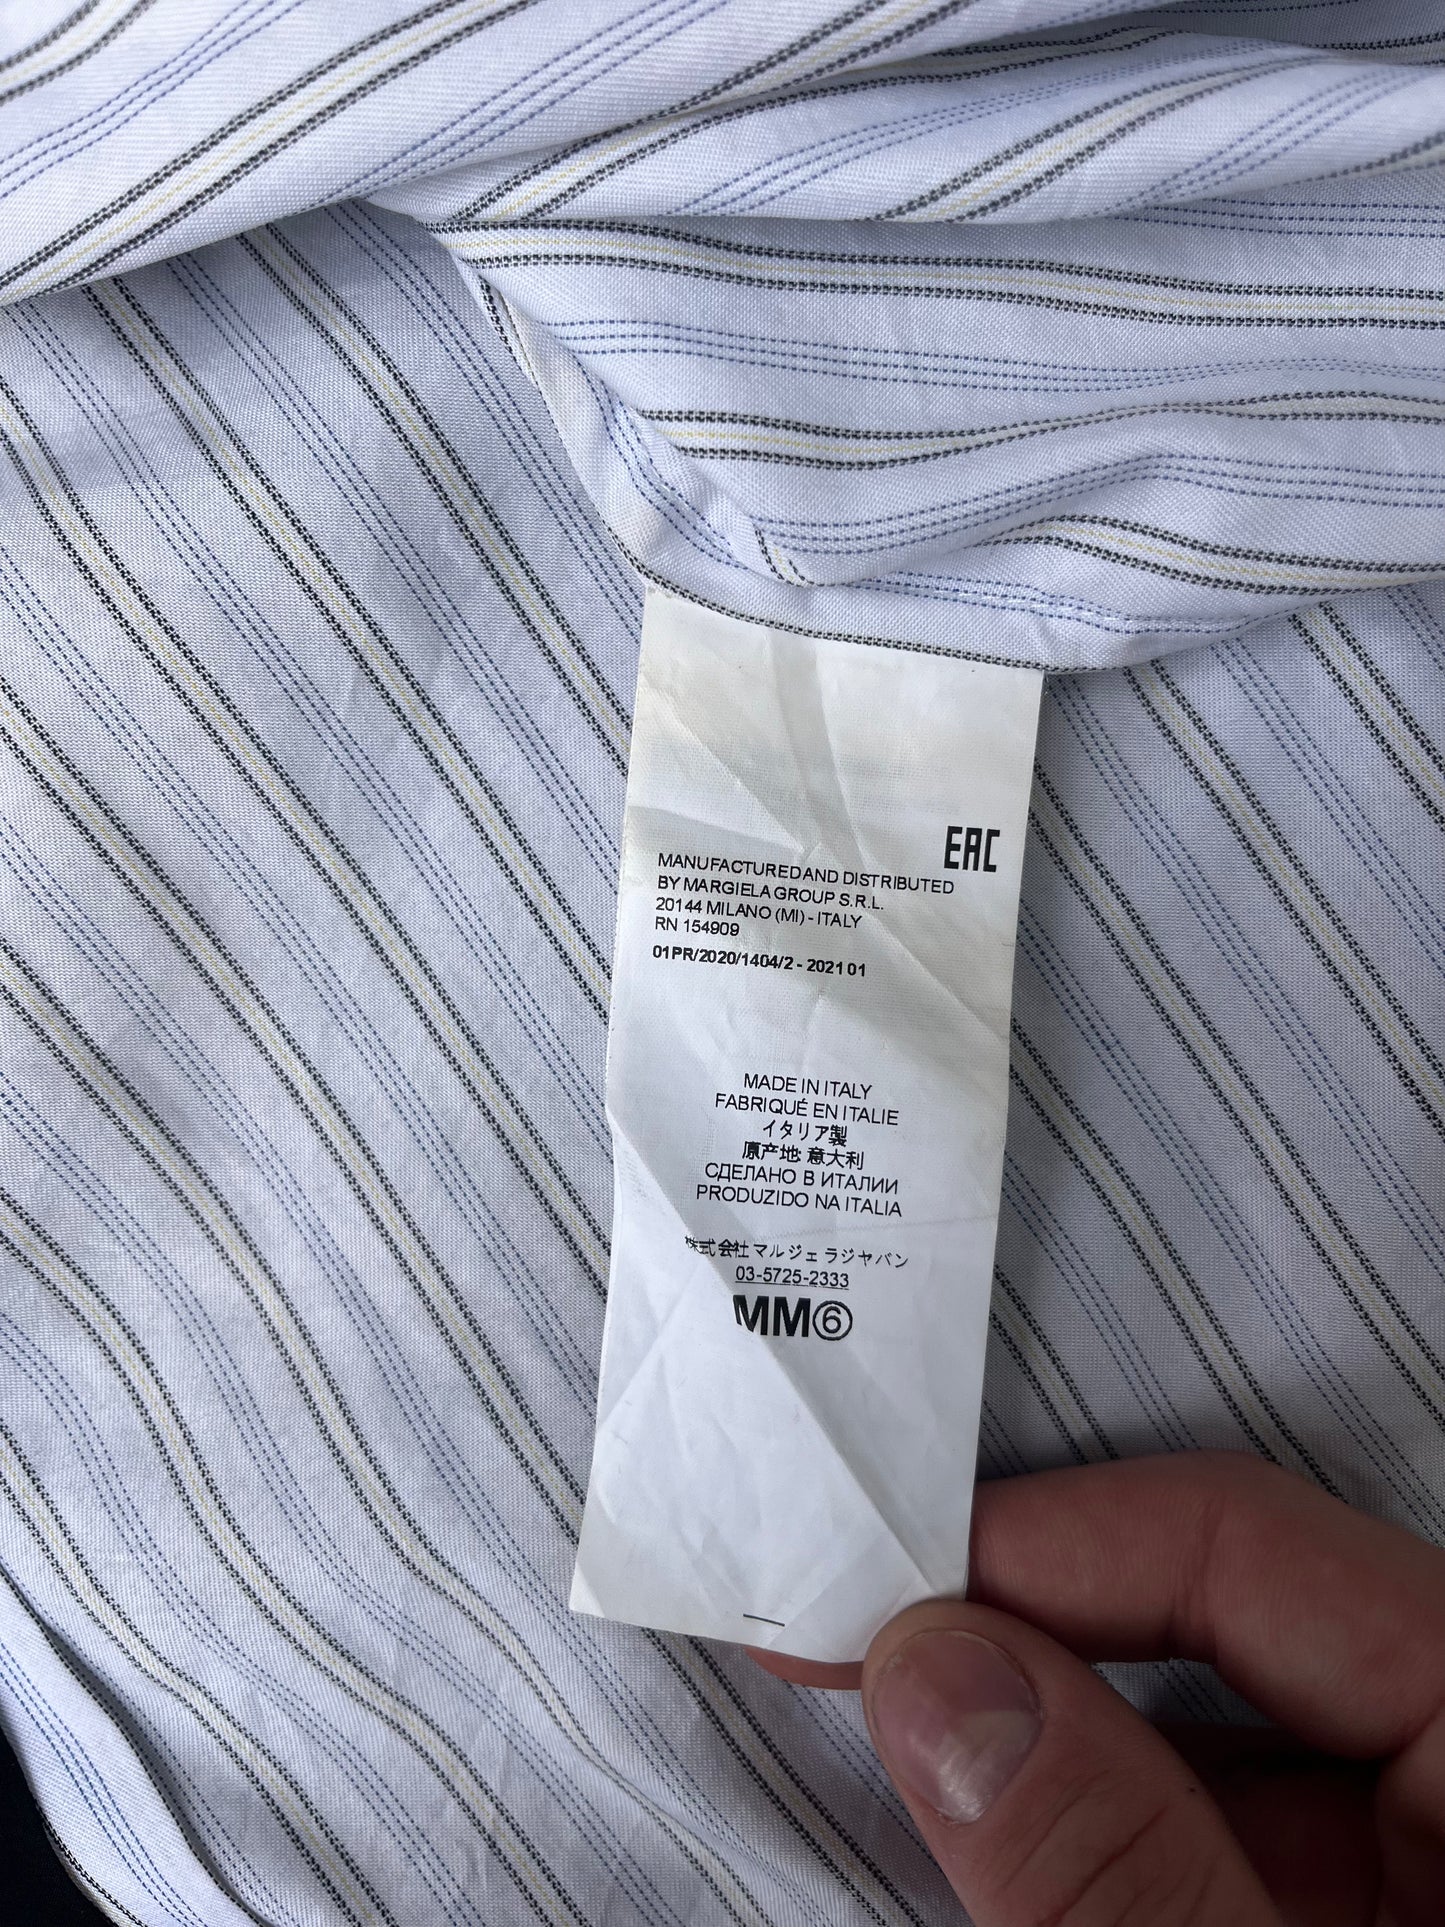 EAC
MANUFACTURED AND DISTRIBUTED
BY MARGIELA GROUP S.R.L.
20144 MILANO (MI) - ITALY
RN 154909
01PR/2020/1404/2 - 2021 01
MADE IN ITALY
FABRIQUÉ EN ITALIE
イタリア製
原产地 意大利
СДЕЛАНО В ИТАЛИИ
PRODUZIDO NA ITALIA
株式会社マルジェラジャパン
03-5725-2333
MM⑥